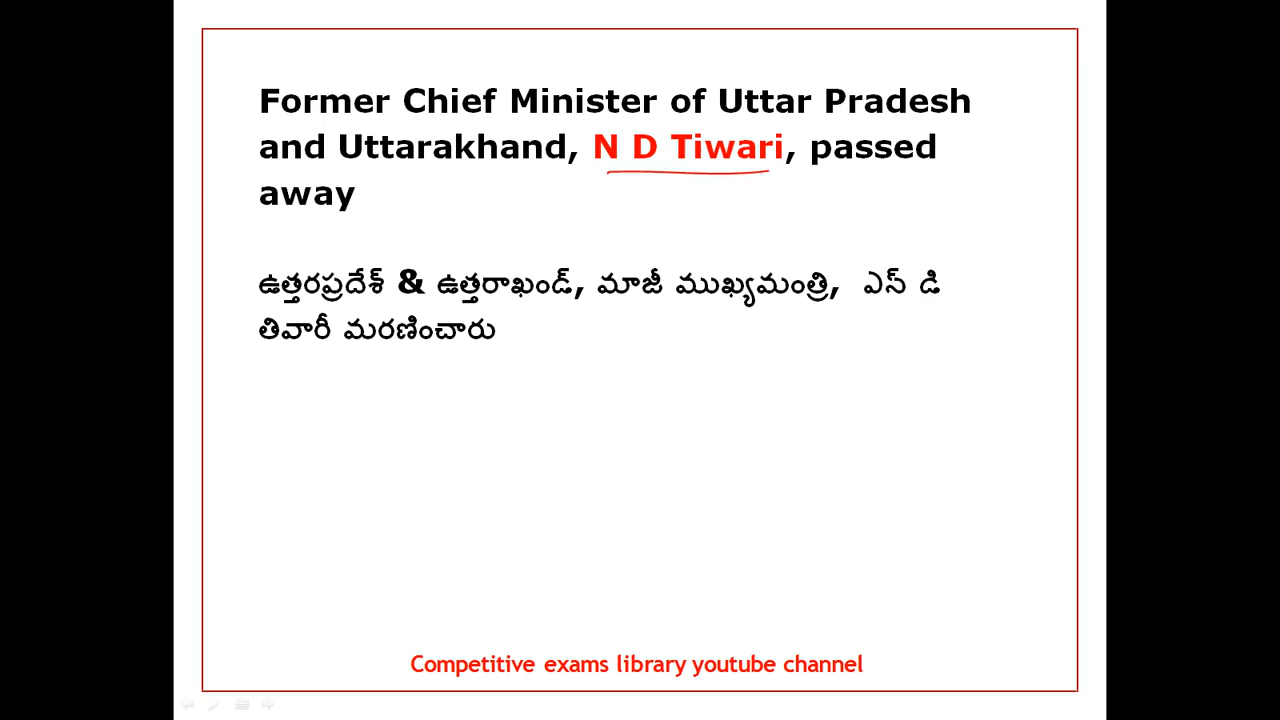 Former Chief Minister of Uttar Pradesh
and Uttarakhand, N D Tiwari, passed
away
ఉత్తరప్రదేశ్ & ఉత్తరాఖండ్, మాజీ ముఖ్యమంత్రి, ఎస్ డి
తివారీ మరణించారు
Competitive exams library youtube channel